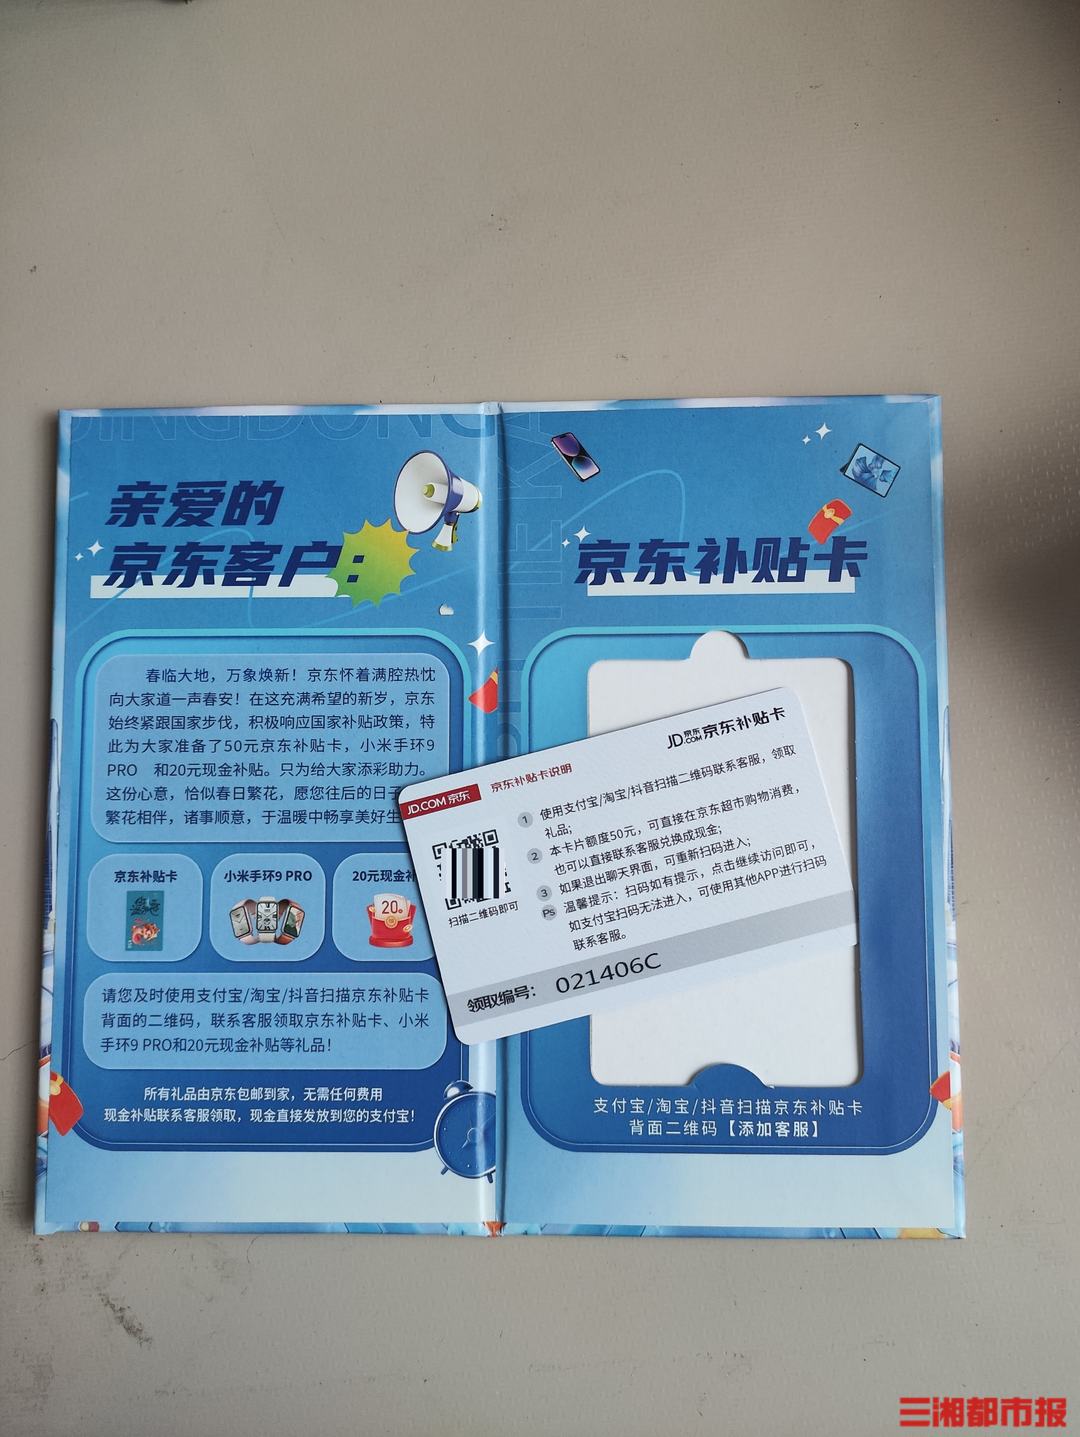 JINGDONG
亲爱的
京东客户：
春临大地，万象焕新！京东怀着满腔热忱
向大家道一声春安！在这充满希望的新岁，京东
始终紧跟国家步伐，积极响应国家补贴政策，特
此为大家准备了50元京东补贴卡，小米手环9
PRO 和20元现金补贴。只为给大家添彩助力。
这份心意，恰似春日繁花，愿您往后的日子
繁花相伴，诸事顺意，于温暖中畅享美好生
京东补贴卡
小米手环9 PRO
20元现金补
20元
请您及时使用支付宝/淘宝/抖音扫描京东补贴卡
背面的二维码，联系客服领取京东补贴卡、小米
手环9 PRO和20元现金补贴等礼品！
所有礼品由京东包邮到家，无需任何费用
现金补贴联系客服领取，现金直接发放到您的支付宝！
京东补贴卡
JD京东.COM京东补贴卡
JD.COM 京东
京东补贴卡说明
1 使用支付宝/淘宝/抖音扫描二维码联系客服，领取
礼品；
2 本卡片额度50元，可直接在京东超市购物消费，
也可以直接联系客服兑换成现金；
3 如果退出聊天界面，可重新扫码进入；
Ps 温馨提示：扫码如有提示，点击继续访问即可，
如支付宝扫码无法进入，可使用其他APP进行扫码
联系客服。
扫描二维码即可
领取编号： 021406C
支付宝/淘宝/抖音扫描京东补贴卡
背面二维码【添加客服】
三湘都市报